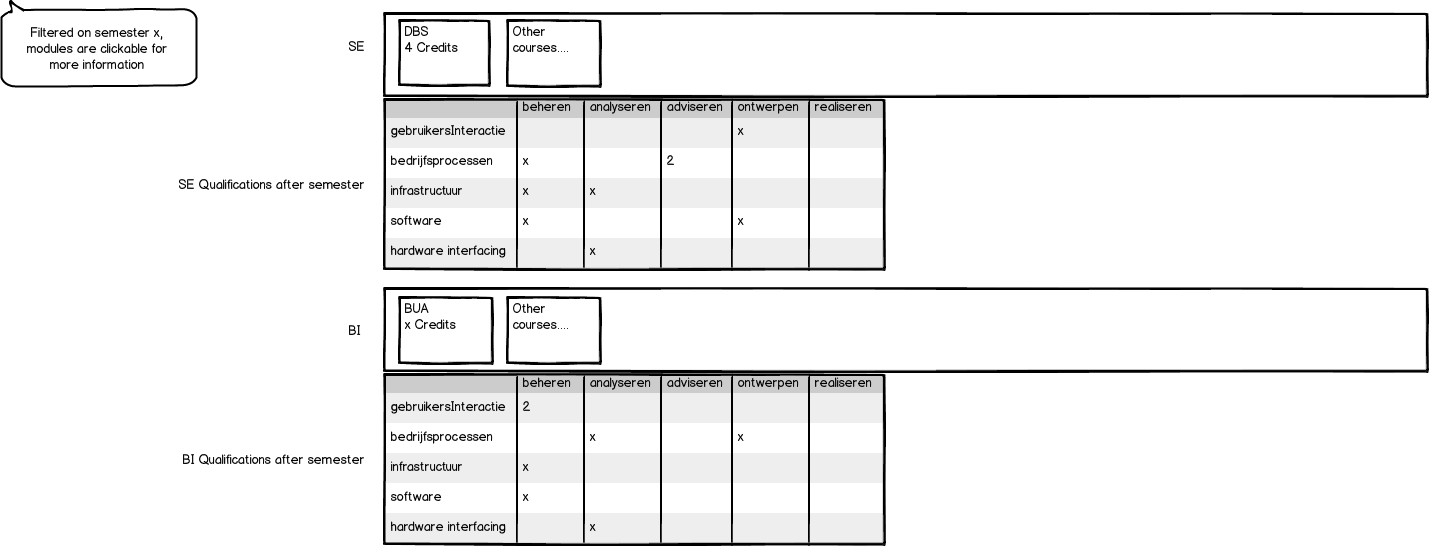 Filtered on semester x,
modules are clickable for
more information
SE
DBS
4 Credits
Other
courses....
beheren analyseren adviseren ontwerpen realiseren
gebruikersInteractie x
bedrijfsprocessen x 2
SE Qualifications after semester
infrastructuur x x
software x x
hardware interfacing x
BI
BUA
x Credits
Other
courses....
beheren analyseren adviseren ontwerpen realiseren
gebruikersInteractie 2
bedrijfsprocessen x x
BI Qualifications after semester
infrastructuur x
software x
hardware interfacing x